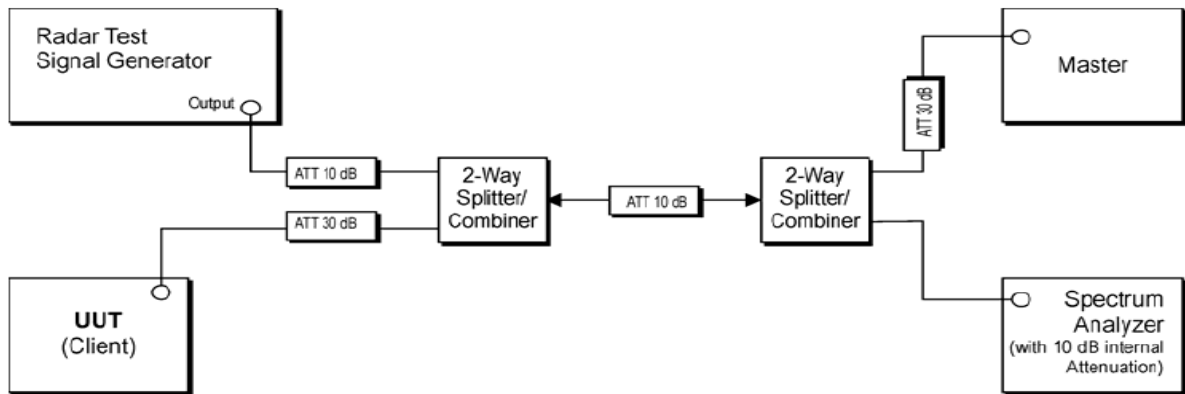 Radar Test
Signal Generator
Output
ATT 10 dB
ATT 30 dB
UUT
(Client)
2-Way
Splitter/
Combiner
ATT 10 dB
2-Way
Splitter/
Combiner
ATT 30 dB
Master
Spectrum
Analyzer
(with 10 dB internal
Attenuation)